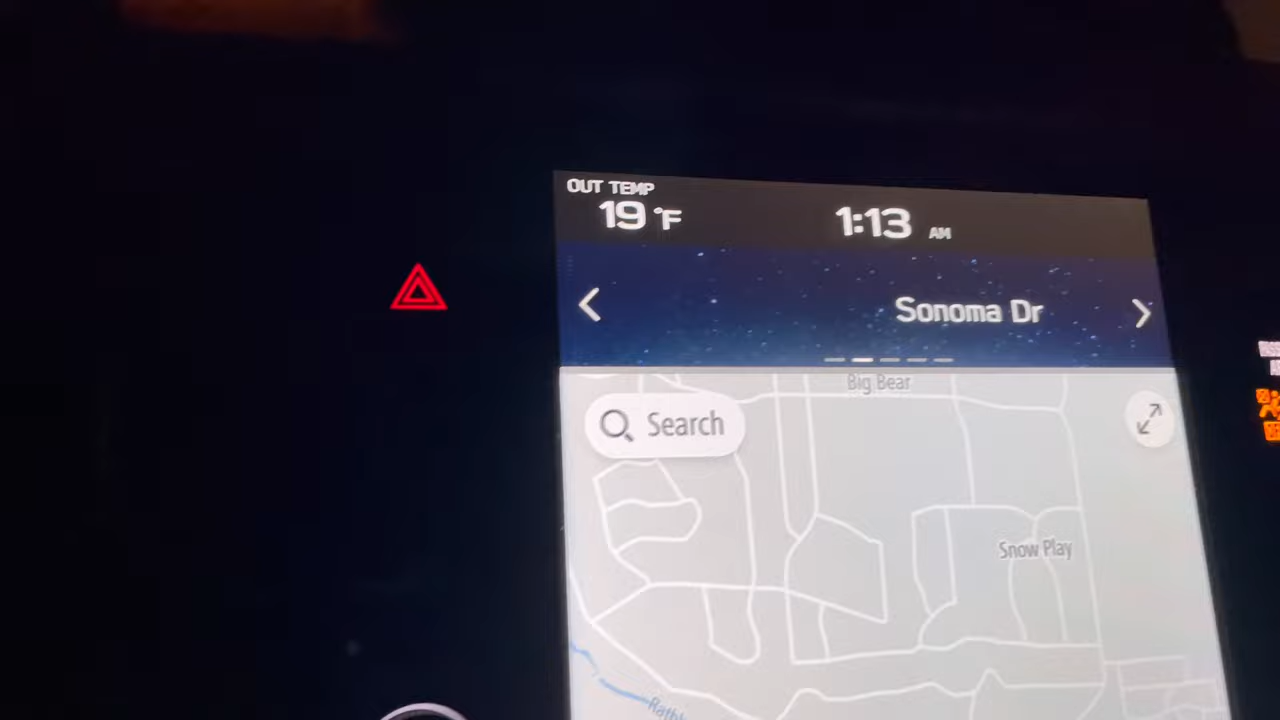 OUT TEMP
19 °F
1:13 AM
Sonoma Dr
Big Bear
Search
Snow Play